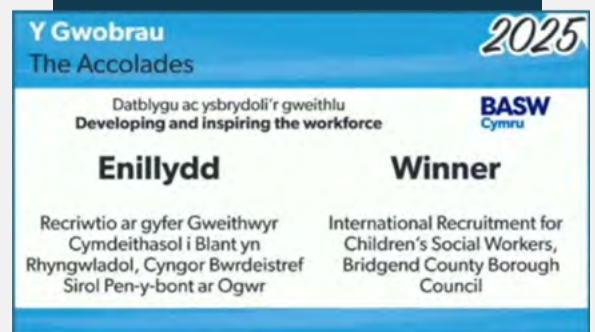 Y Gwobrau
The Accolades
2025
Datblygu ac ysbrydoli'r gweithlu
Developing and inspiring the workforce
BASW
Cymru
Enillydd
Recriwtio ar gyfer Gweithwyr
Cymdeithasol i Blant yn
Rhyngwladol, Cyngor Bwrdeistref
Sirol Pen-y-bont ar Ogwr
Winner
International Recruitment for
Children's Social Workers,
Bridgend County Borough
Council